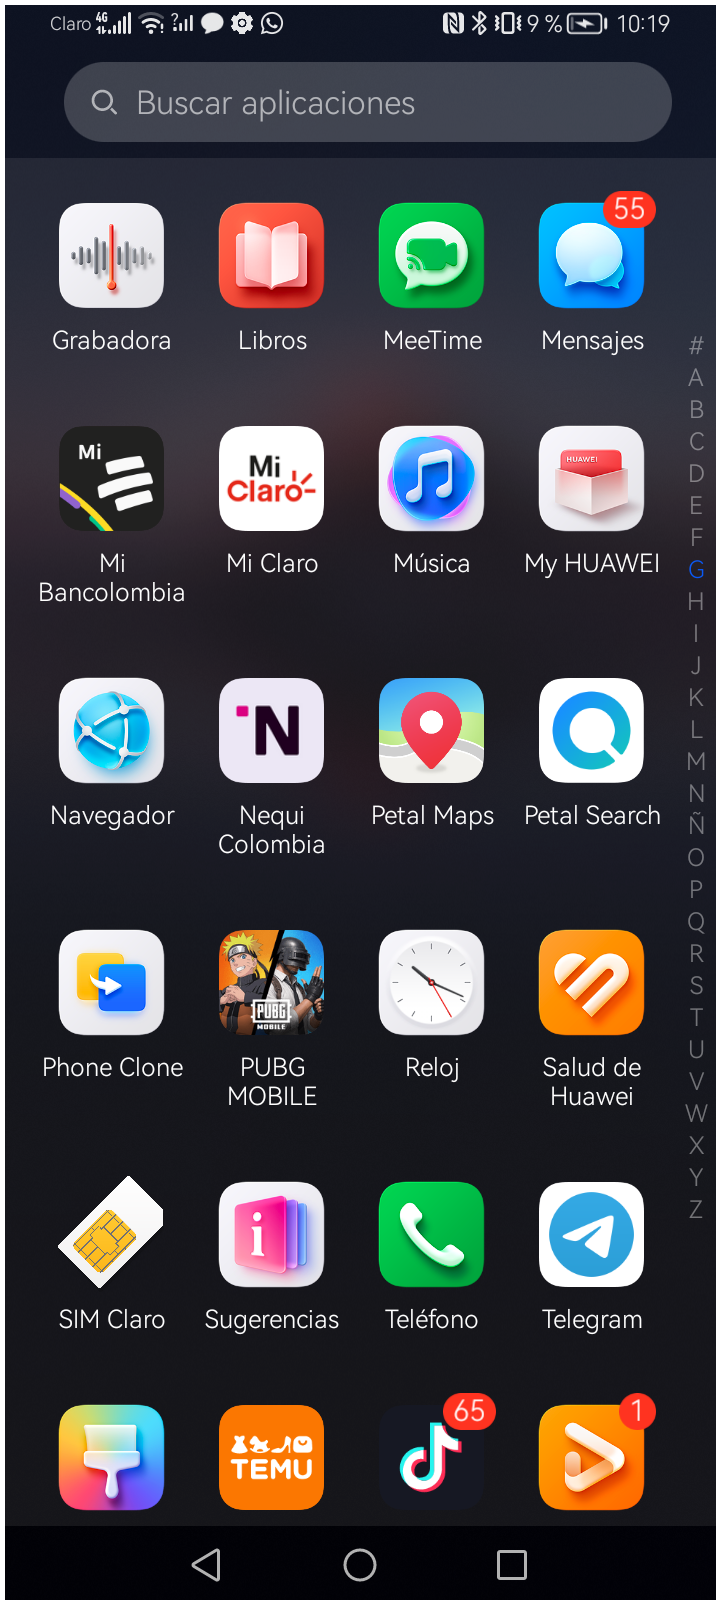 Claro 4G ? 9 % 10:19
Buscar aplicaciones
55
Grabadora Libros MeeTime Mensajes
Mi Mi Claro HUAWEI
Mi Bancolombia Mi Claro Música My HUAWEI
N
Navegador Nequi Colombia Petal Maps Petal Search
PUBG MOBILE
Phone Clone PUBG MOBILE Reloj Salud de Huawei
i
SIM Claro Sugerencias Teléfono Telegram
65 1
TEMU
#
A
B
C
D
E
F
G
H
I
J
K
L
M
N
Ñ
O
P
Q
R
S
T
U
V
W
X
Y
Z